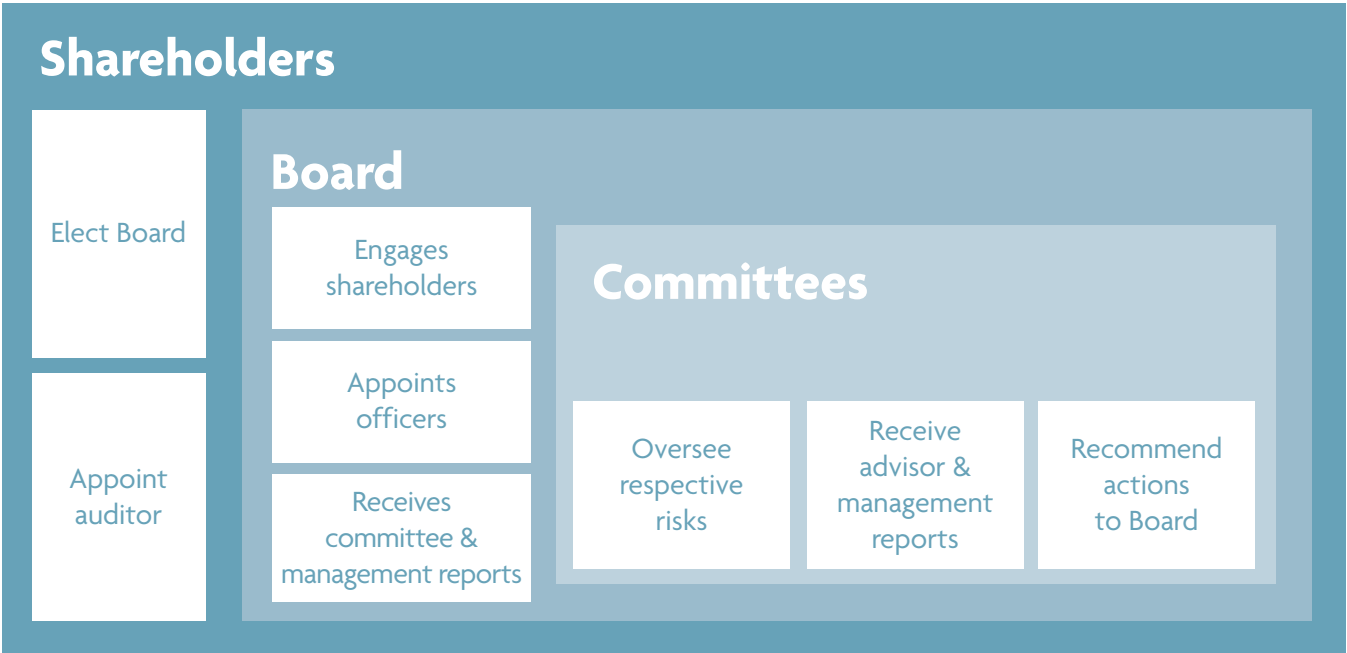 Shareholders
Elect Board
Appoint
auditor
Board
Engages
shareholders
Appoints
officers
Receives
committee &
management reports
Committees
Oversee
respective
risks
Receive
advisor &
management
reports
Recommend
actions
to Board